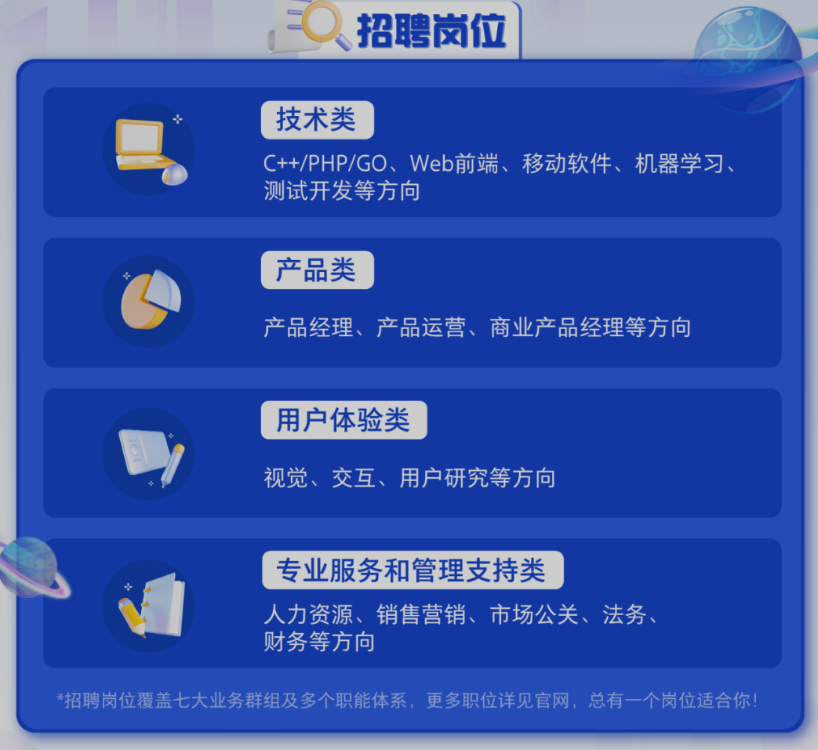 招聘岗位
技术类
C++/PHP/GO、Web前端、移动软件、机器学习、
测试开发等方向
产品类
产品经理、产品运营、商业产品经理等方向
用户体验类
视觉、交互、用户研究等方向
专业服务和管理支持类
人力资源、销售营销、市场公关、法务、
财务等方向
*招聘岗位覆盖七大业务群组及多个职能体系，更多职位详见官网，总有一个岗位适合你！